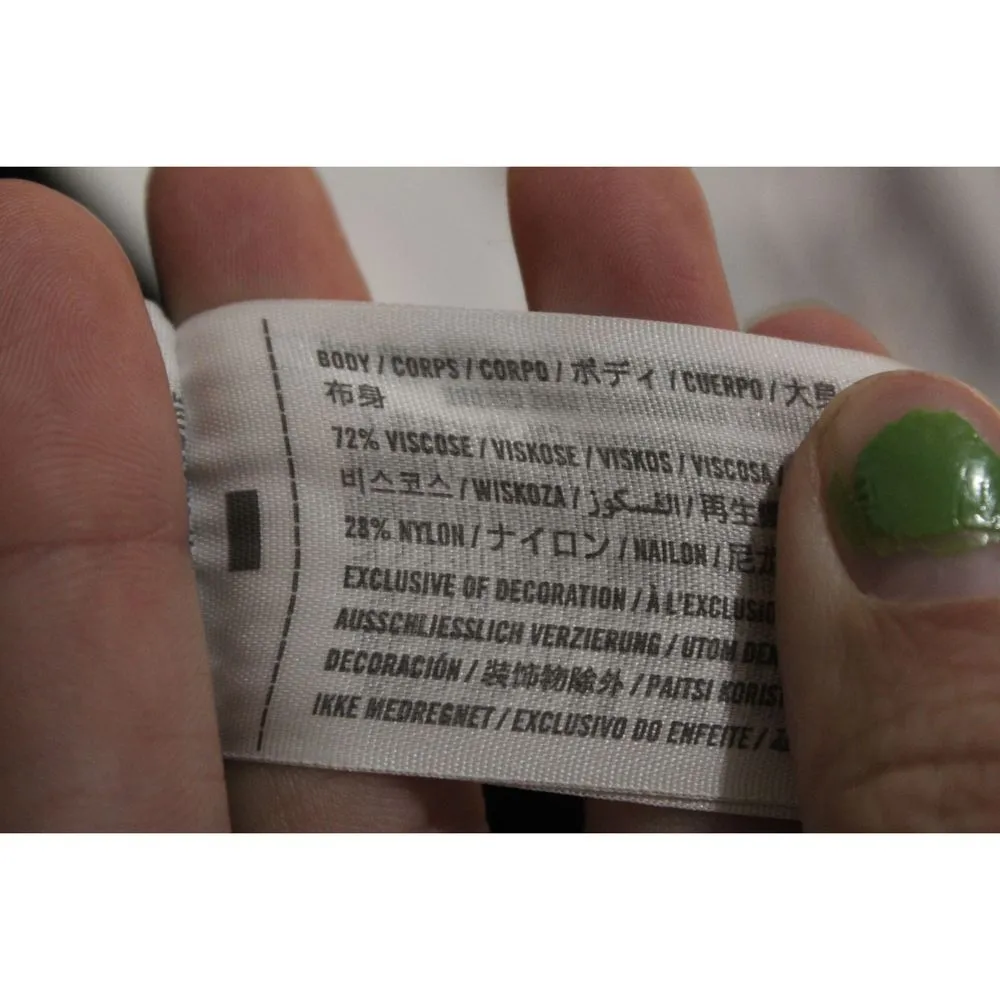 BODY / CORPS / CORPO / ボディ / CUERPO / 大身
布身
72% VISCOSE / VISKOSE / VISKOS / VISCOSA
비스코스 / WISKOZA / الفسكوز / 再生
28% NYLON / ナイロン / NAILON / 尼
EXCLUSIVE OF DECORATION / À L'EXCLUSIO
AUSSCHLIESSLICH VERZIERUNG / UTOM DEK
DECORACIÓN / 装饰物除外 / PAITSI KORIS
IKKE MEDREGNET / EXCLUSIVO DO ENFEITE /